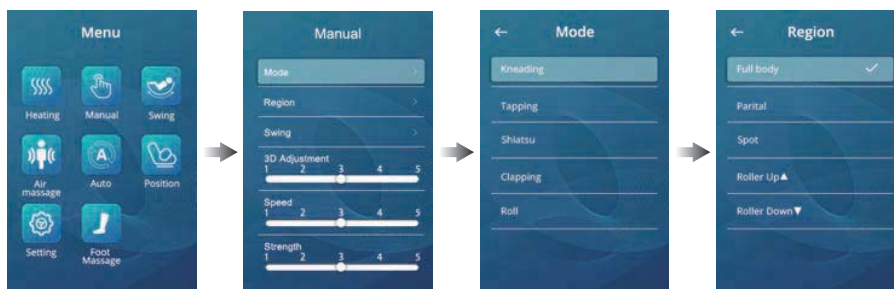 Menu
Heating
Manual
Swing
Air
massage
A
Auto
Position
Setting
Foot
Massage
Manual
Mode
Region
Swing
3D Adjustment
1 2 3 4 5
Speed
1 2 3 4 5
Strength
1 2 3 4 5
Mode
Kneading
Tapping
Shiatsu
Clapping
Roll
Region
Full body
Parital
Spot
Roller Up▲
Roller Down▼